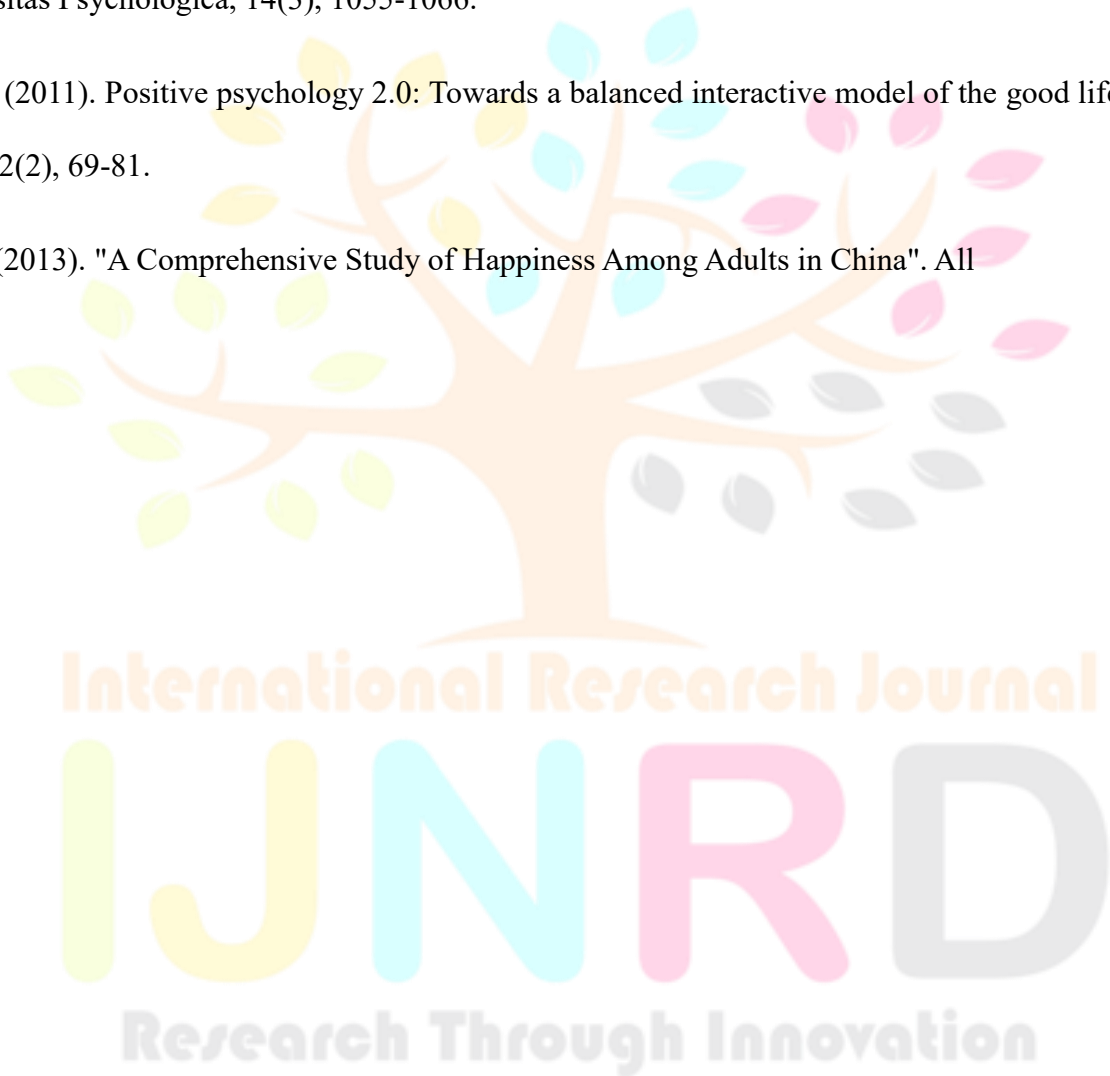 sitas Psychologica, 14(3), 1055-1066.
(2011). Positive psychology 2.0: Towards a balanced interactive model of the good life
2(2), 69-81.
(2013). "A Comprehensive Study of Happiness Among Adults in China". All
International Research Journal
IJNRD
Research Through Innovation